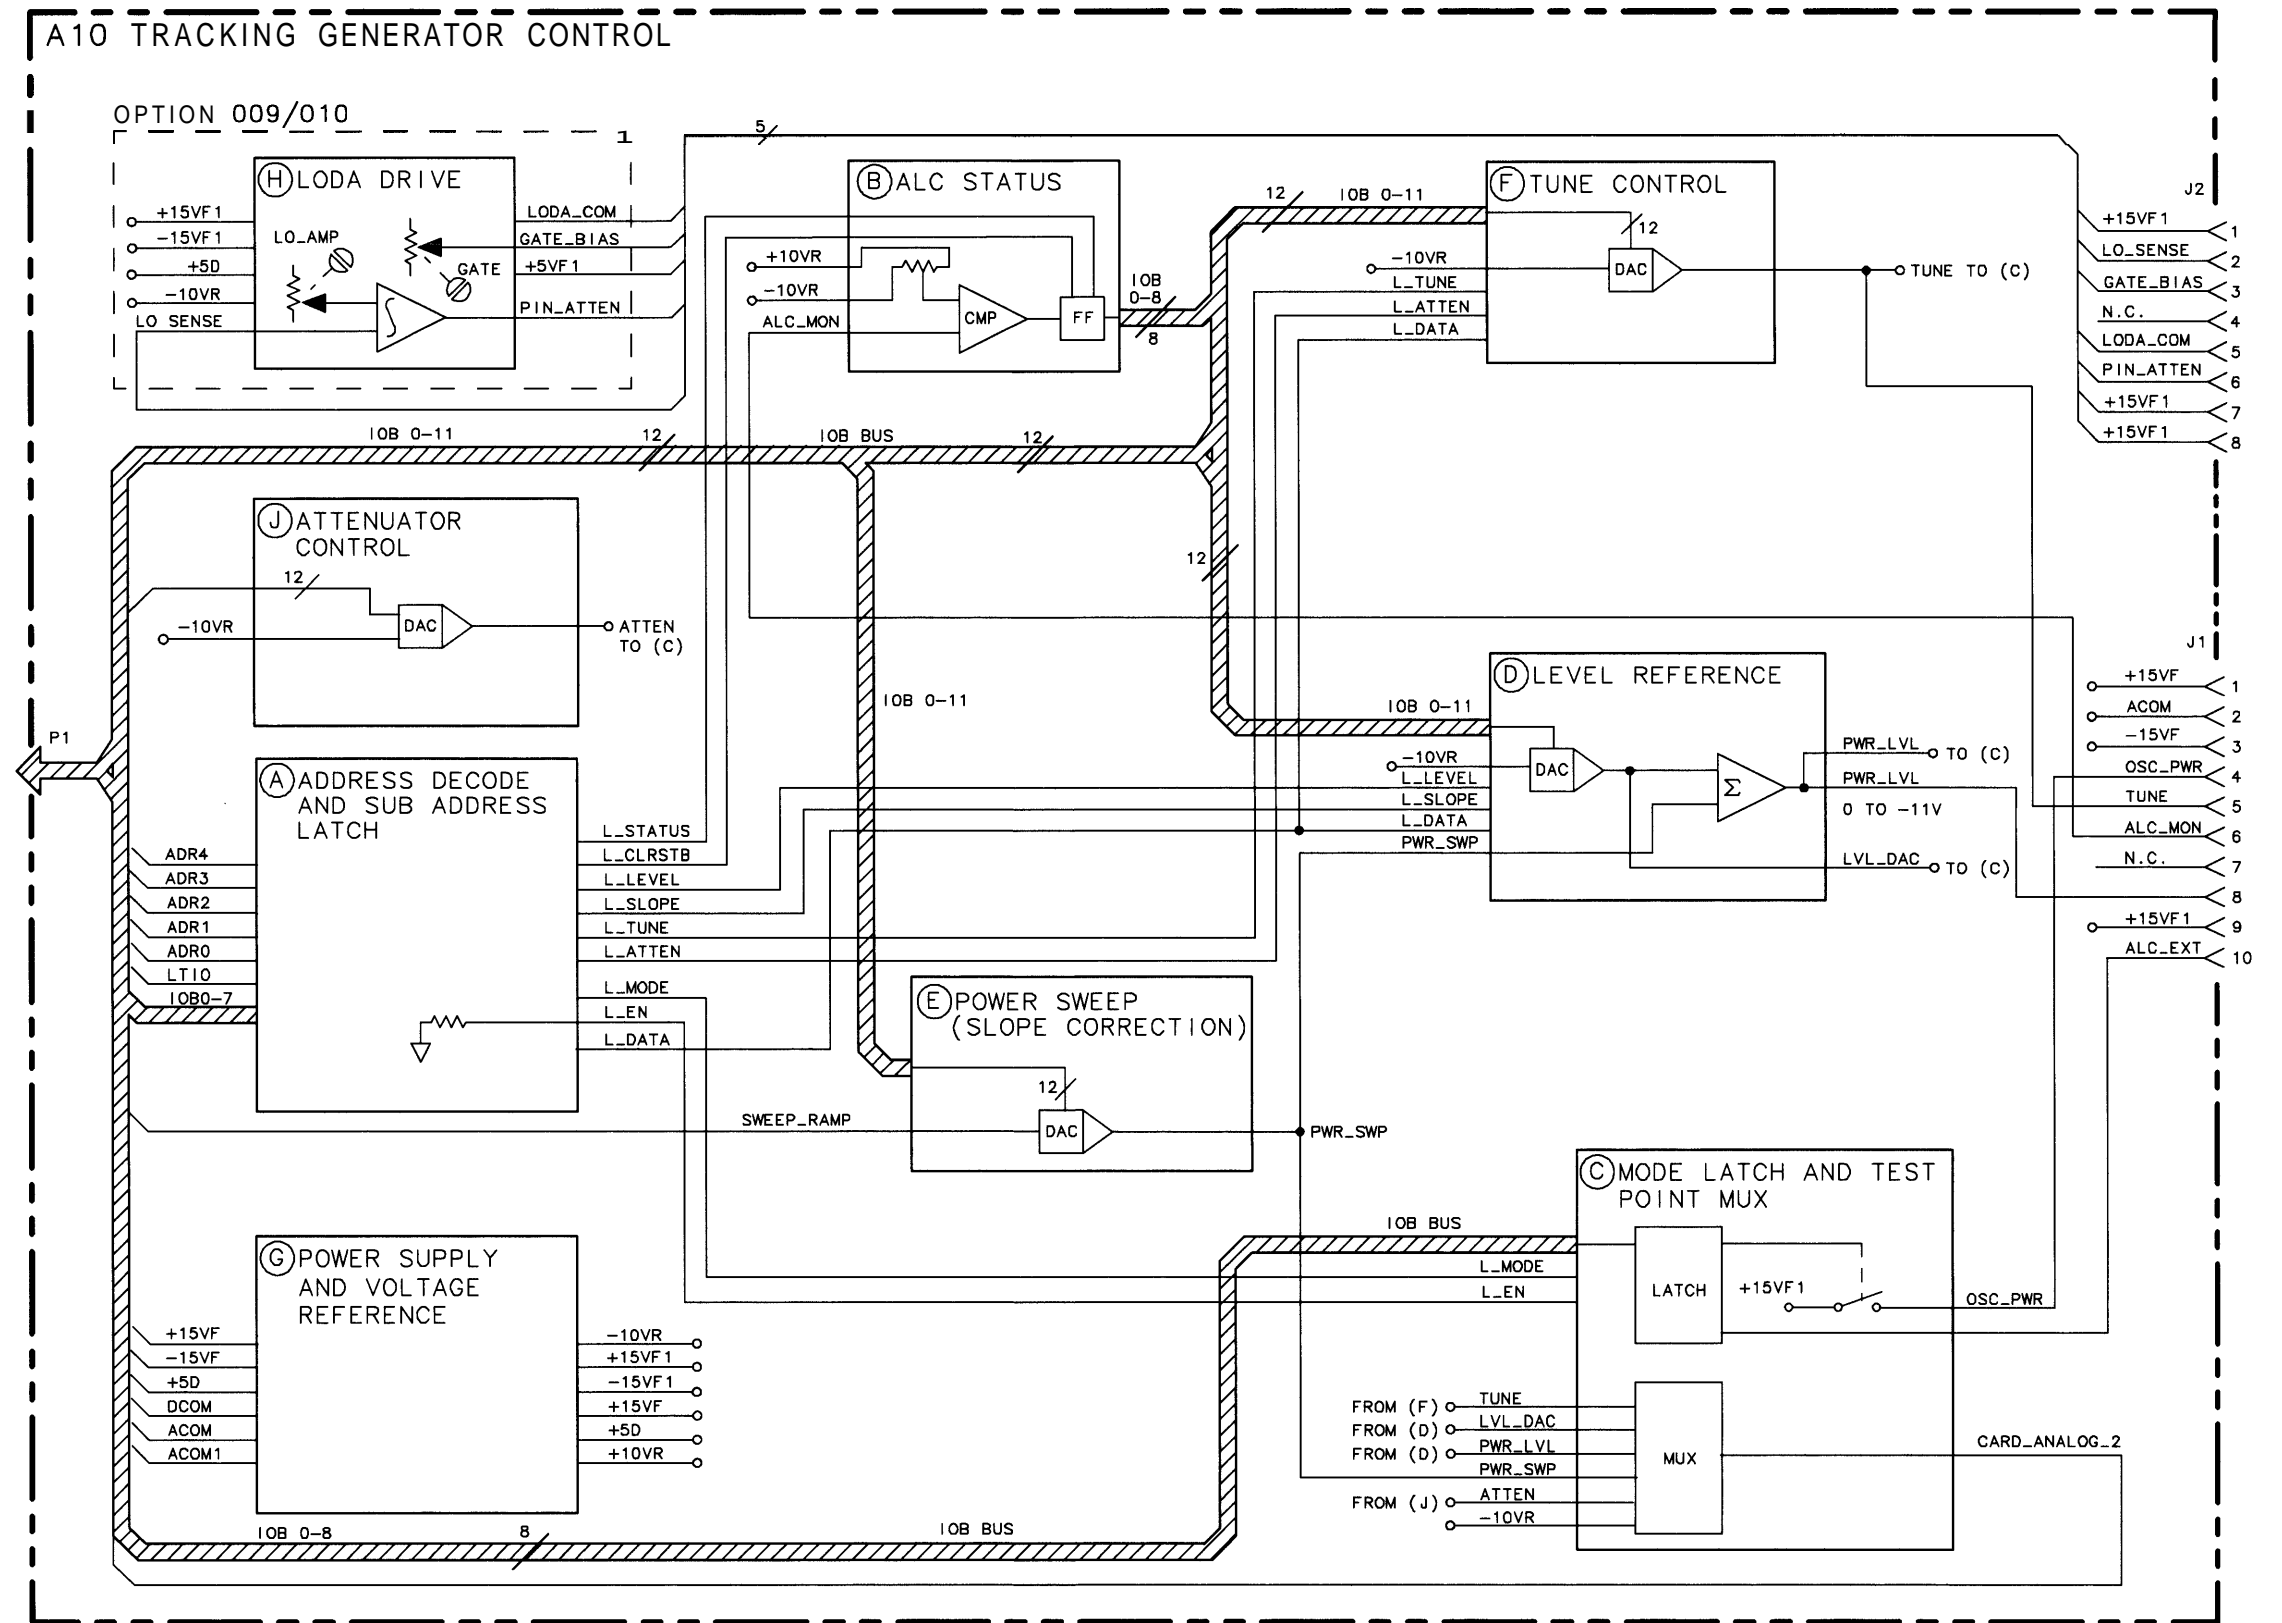 A10 TRACKING GENERATOR CONTROL
OPTION 009/010
1
5
H LODA DRIVE
+15VF1
-15VF1
+5D
-10VR
LO SENSE
LO_AMP
GATE
LODA_COM
GATE_BIAS
+5VF1
PIN_ATTEN
B ALC STATUS
+10VR
-10VR
ALC_MON
CMP
FF
IOB
0-8
8
12
IOB 0-11
F TUNE CONTROL
12
-10VR
DAC
L_TUNE
L_ATTEN
L_DATA
TUNE TO (C)
J2
+15VF1
1
LO_SENSE
2
GATE_BIAS
3
N.C.
4
LODA_COM
5
PIN_ATTEN
6
+15VF1
7
+15VF1
8
IOB 0-11
12
IOB BUS
12
J ATTENUATOR
CONTROL
12
-10VR
DAC
ATTEN
TO (C)
12
IOB 0-11
P1
A ADDRESS DECODE
AND SUB ADDRESS
LATCH
ADR4
ADR3
ADR2
ADR1
ADR0
LTIO
IOB0-7
L_STATUS
L_CLRSTB
L_LEVEL
L_SLOPE
L_TUNE
L_ATTEN
L_MODE
L_EN
L_DATA
D LEVEL REFERENCE
IOB 0-11
-10VR
DAC
L_LEVEL
L_SLOPE
L_DATA
PWR_SWP
Σ
PWR_LVL
TO (C)
PWR_LVL
0 TO -11V
LVL_DAC
TO (C)
J1
+15VF
1
ACOM
2
-15VF
3
OSC_PWR
4
TUNE
5
ALC_MON
6
N.C.
7
8
+15VF1
9
ALC_EXT
10
E POWER SWEEP
(SLOPE CORRECTION)
12
SWEEP_RAMP
DAC
PWR_SWP
C MODE LATCH AND TEST
POINT MUX
IOB BUS
L_MODE
L_EN
LATCH
+15VF1
OSC_PWR
FROM (F)
TUNE
FROM (D)
LVL_DAC
FROM (D)
PWR_LVL
PWR_SWP
FROM (J)
ATTEN
-10VR
MUX
CARD_ANALOG_2
G POWER SUPPLY
AND VOLTAGE
REFERENCE
+15VF
-15VF
+5D
DCOM
ACOM
ACOM1
-10VR
+15VF1
-15VF1
+15VF
+5D
+10VR
IOB 0-8
8
IOB BUS